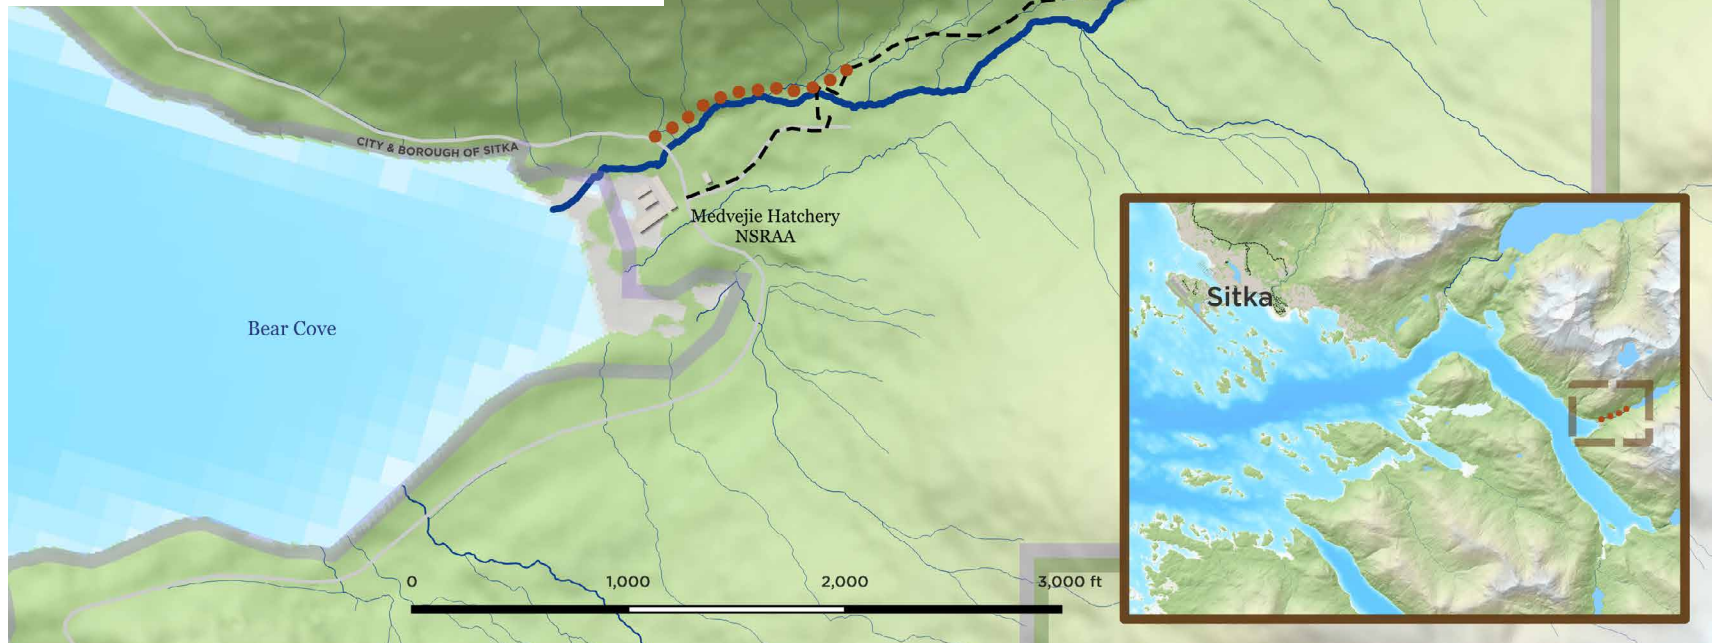 CITY & BOROUGH OF SITKA
Medvejie Hatchery
NSRAA
Sitka
Bear Cove
0 1,000 2,000 3,000 ft